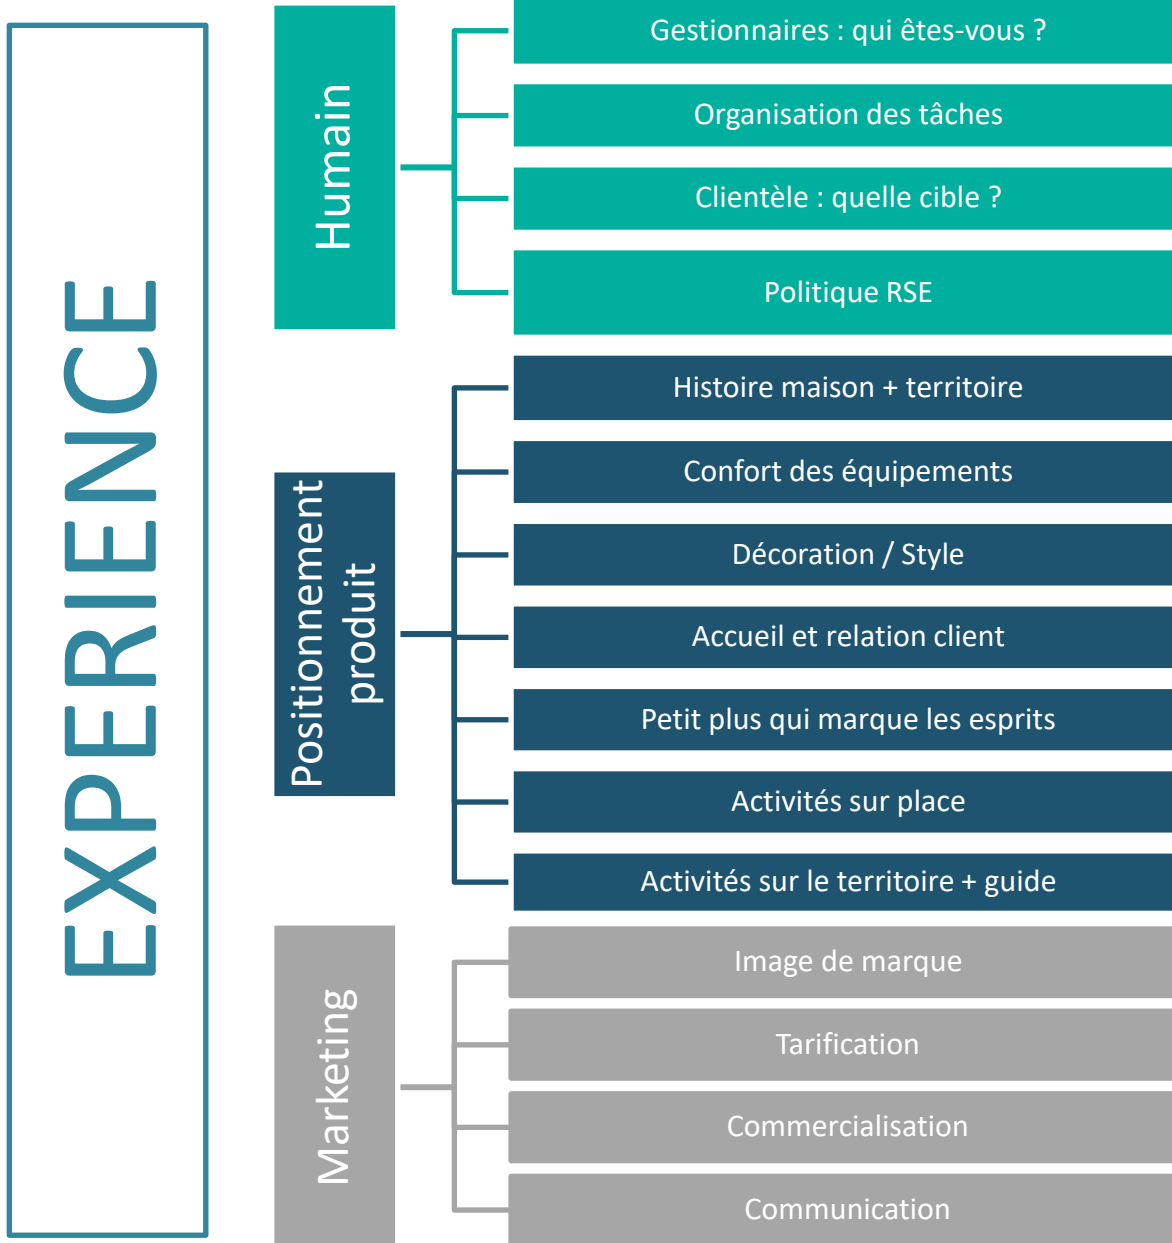 EXPERIENCE
Humain
Gestionnaires : qui êtes-vous ?
Organisation des tâches
Clientèle : quelle cible ?
Politique RSE
Positionnement
produit
Histoire maison + territoire
Confort des équipements
Décoration / Style
Accueil et relation client
Petit plus qui marque les esprits
Activités sur place
Activités sur le territoire + guide
Marketing
Image de marque
Tarification
Commercialisation
Communication